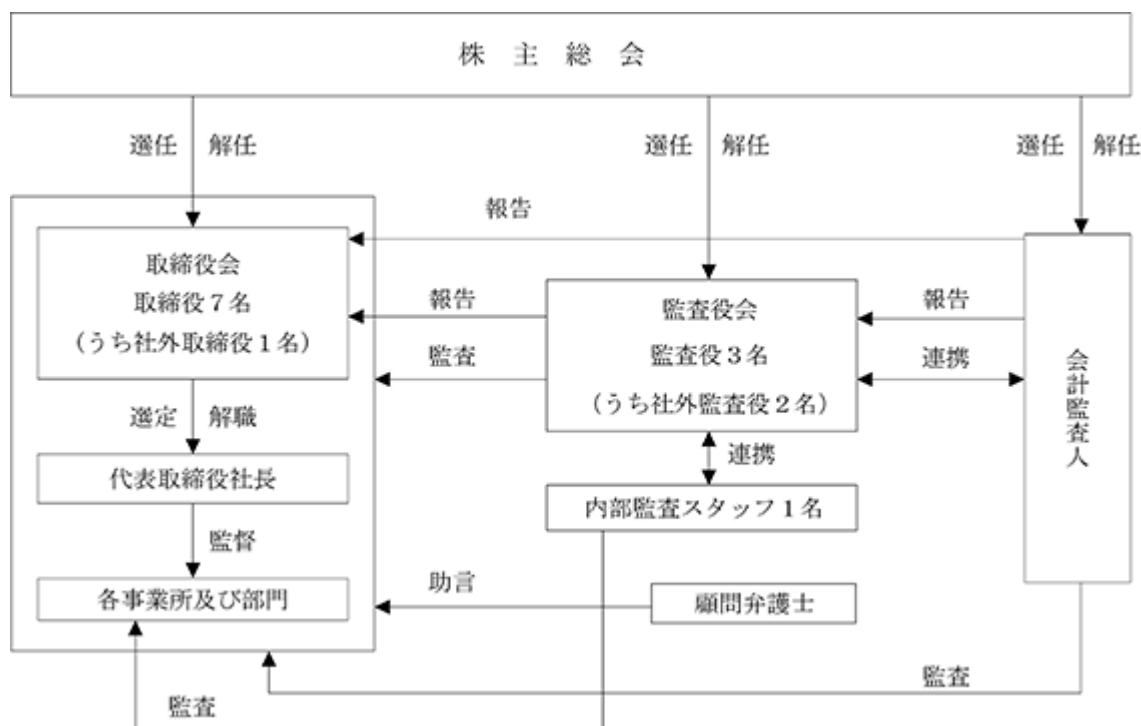 株 主 総 会
選任 解任
選任 解任
選任 解任
報告
取締役会
取締役７名
（うち社外取締役１名）
報告
監査
監査役会
監査役３名
（うち社外監査役２名）
報告
連携
会計監査人
選定 解職
連携
代表取締役社長
内部監査スタッフ１名
監督
助言
各事業所及び部門
顧問弁護士
監査
監査